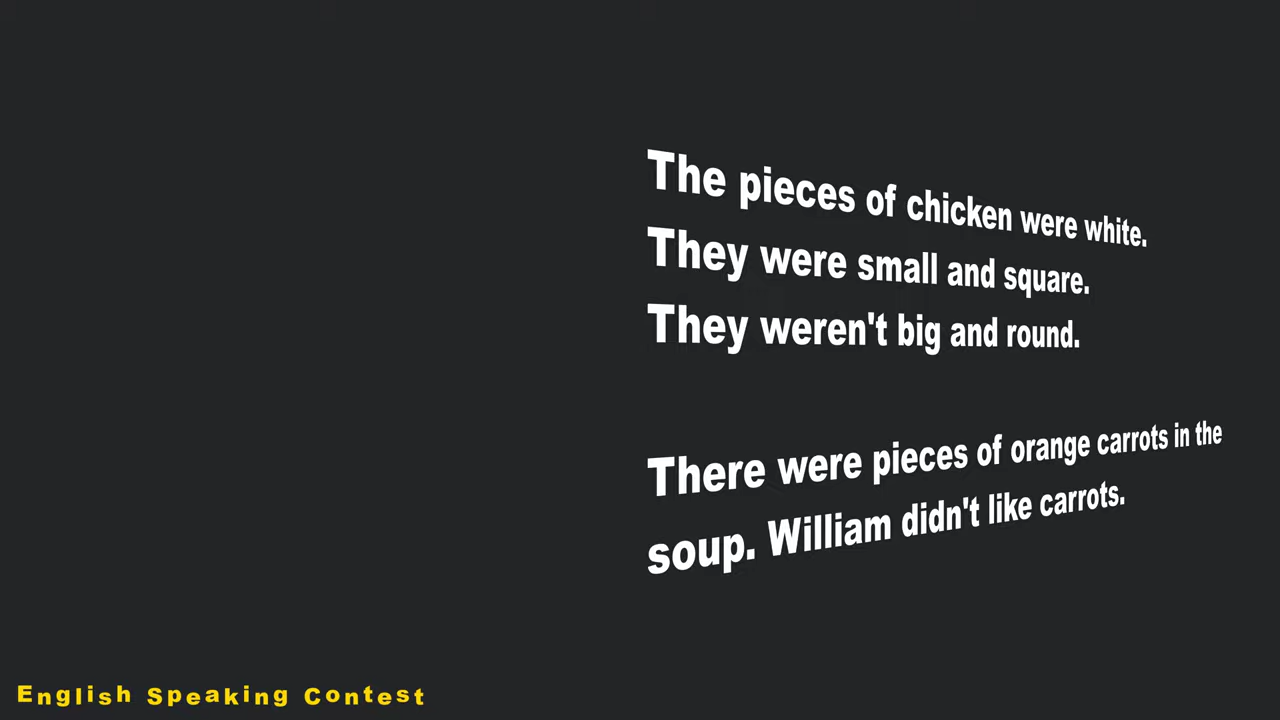 The pieces of chicken were white.
They were small and square.
They weren't big and round.
There were pieces of orange carrots in the
soup. William didn't like carrots.
English Speaking Contest